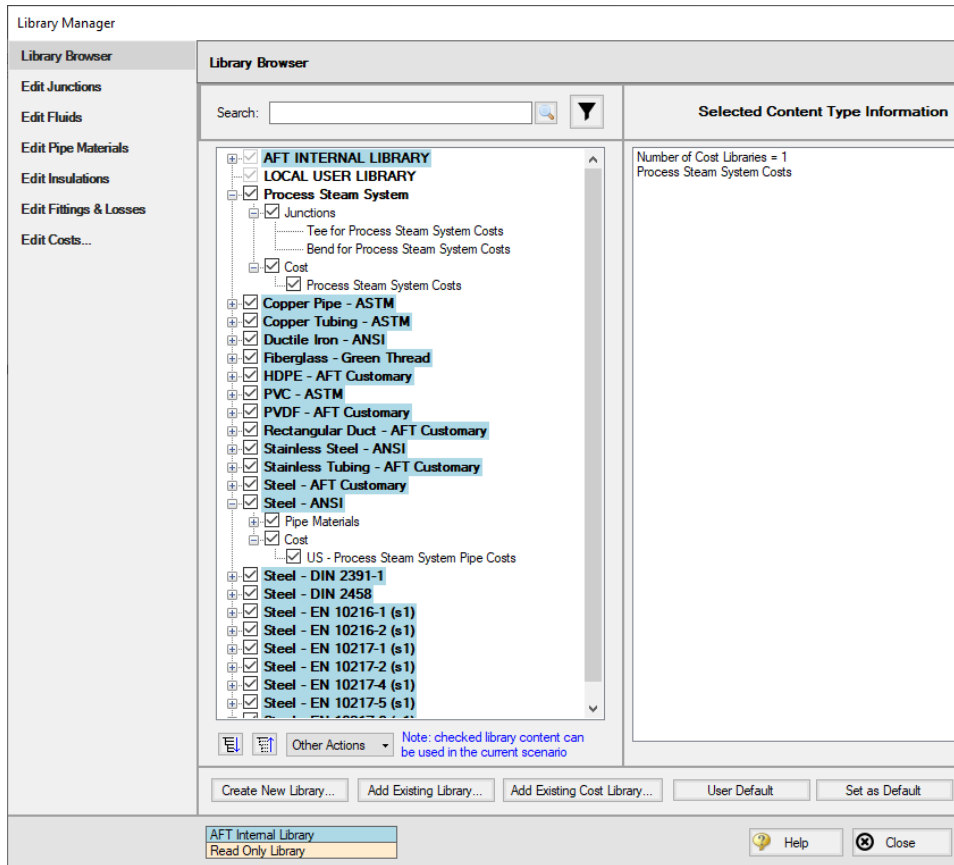 Library Manager
Library Browser
Edit Junctions
Edit Fluids
Edit Pipe Materials
Edit Insulations
Edit Fittings & Losses
Edit Costs...
Library Browser
Search:
AFT INTERNAL LIBRARY
LOCAL USER LIBRARY
Process Steam System
Junctions
Tee for Process Steam System Costs
Bend for Process Steam System Costs
Cost
Process Steam System Costs
Copper Pipe - ASTM
Copper Tubing - ASTM
Ductile Iron - ANSI
Fiberglass - Green Thread
HDPE - AFT Customary
PVC - ASTM
PVDF - AFT Customary
Rectangular Duct - AFT Customary
Stainless Steel - ANSI
Stainless Tubing - AFT Customary
Steel - AFT Customary
Steel - ANSI
Pipe Materials
Cost
US - Process Steam System Pipe Costs
Steel - DIN 2391-1
Steel - DIN 2458
Steel - EN 10216-1 (s1)
Steel - EN 10216-2 (s1)
Steel - EN 10217-1 (s1)
Steel - EN 10217-2 (s1)
Steel - EN 10217-4 (s1)
Steel - EN 10217-5 (s1)
Other Actions
Note: checked library content can
be used in the current scenario
Selected Content Type Information
Number of Cost Libraries = 1
Process Steam System Costs
Create New Library...
Add Existing Library...
Add Existing Cost Library...
User Default
Set as Default
AFT Internal Library
Read Only Library
Help
Close